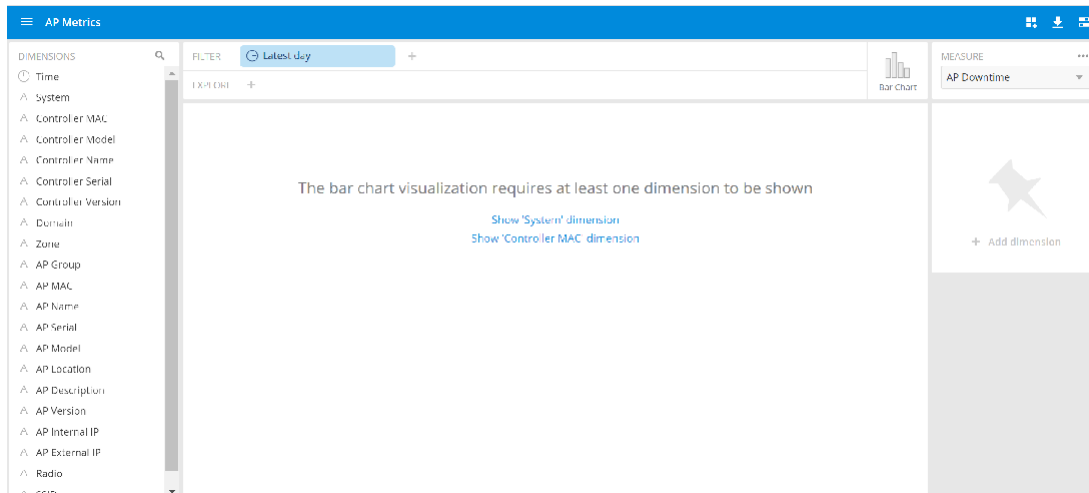 AP Metrics
DIMENSIONS
Time
System
Controller MAC
Controller Model
Controller Name
Controller Serial
Controller Version
Domain
Zone
AP Group
AP MAC
AP Name
AP Serial
AP Model
AP Location
AP Description
AP Version
AP Internal IP
AP External IP
Radio
FILTER
Latest day
+
EXPLORE +
Bar Chart
The bar chart visualization requires at least one dimension to be shown
Show 'System' dimension
Show 'Controller MAC' dimension
MEASURE ...
AP Downtime
+ Add dimension